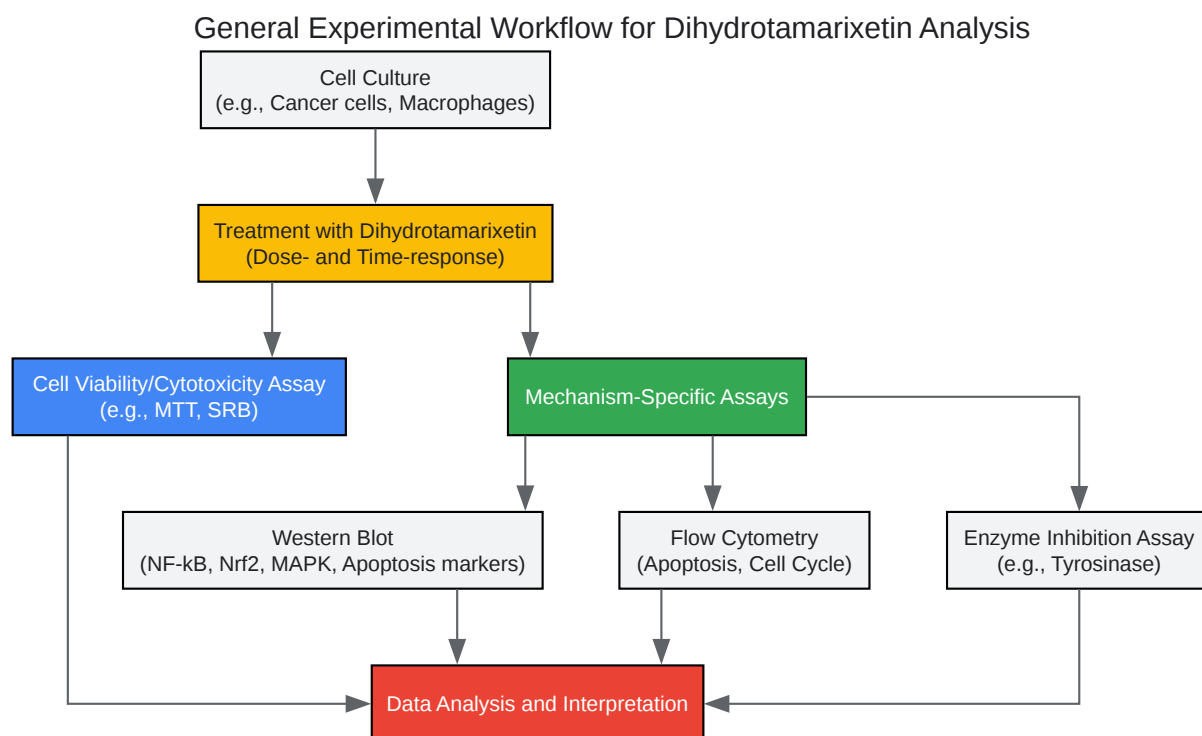 General Experimental Workflow for Dihydrotamarixetin Analysis
Cell Culture
(e.g., Cancer cells, Macrophages)
Treatment with Dihydrotamarixetin
(Dose- and Time-response)
Cell Viability/Cytotoxicity Assay
(e.g., MTT, SRB)
Mechanism-Specific Assays
Western Blot
(NF-kB, Nrf2, MAPK, Apoptosis markers)
Flow Cytometry
(Apoptosis, Cell Cycle)
Enzyme Inhibition Assay
(e.g., Tyrosinase)
Data Analysis and Interpretation